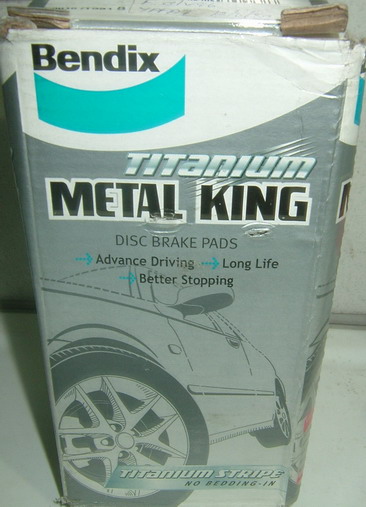 Bendix
TITANIUM
METAL KING
DISC BRAKE PADS
Advance Driving Long Life
Better Stopping
TITANIUM STRIPE
NO BEDDING-IN